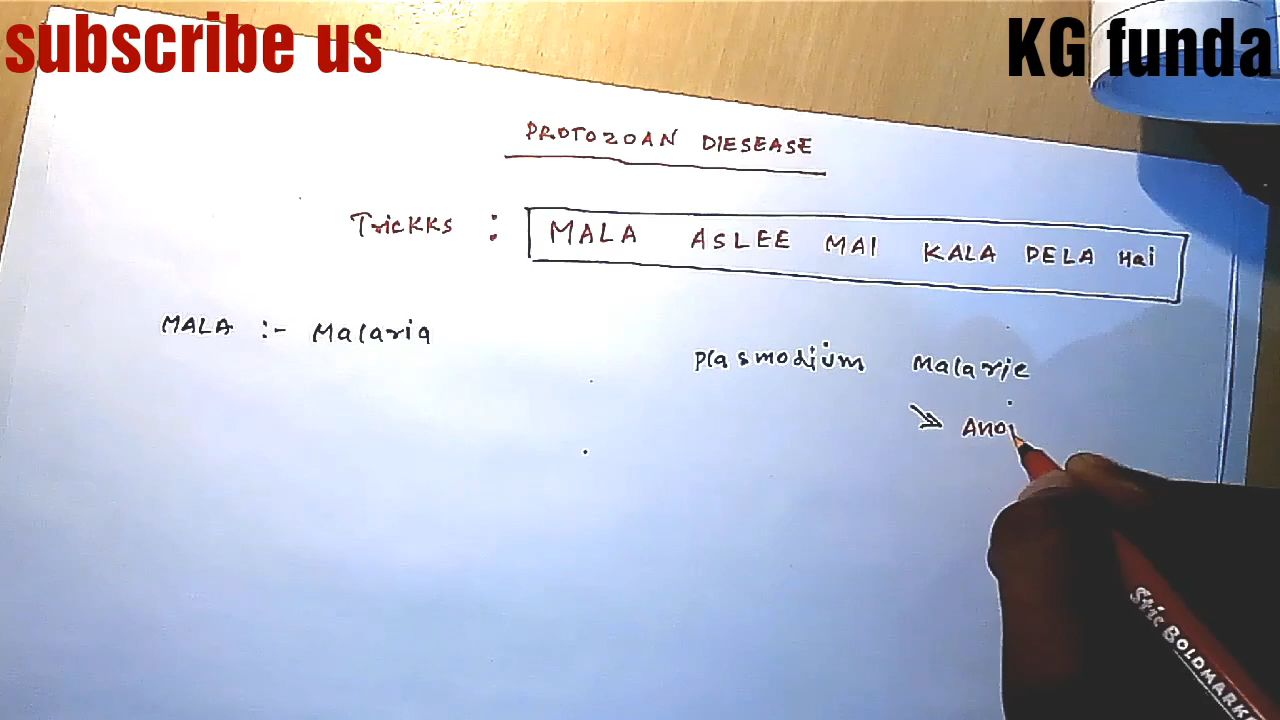 subscribe us
KG funda
PROTOZOAN DIESEASE
TricKKs : MALA ASLEE MAI KALA PELA Hai
MALA :- Malaria
Plasmodium Malarie
Ano
Stic BOLDMARKE